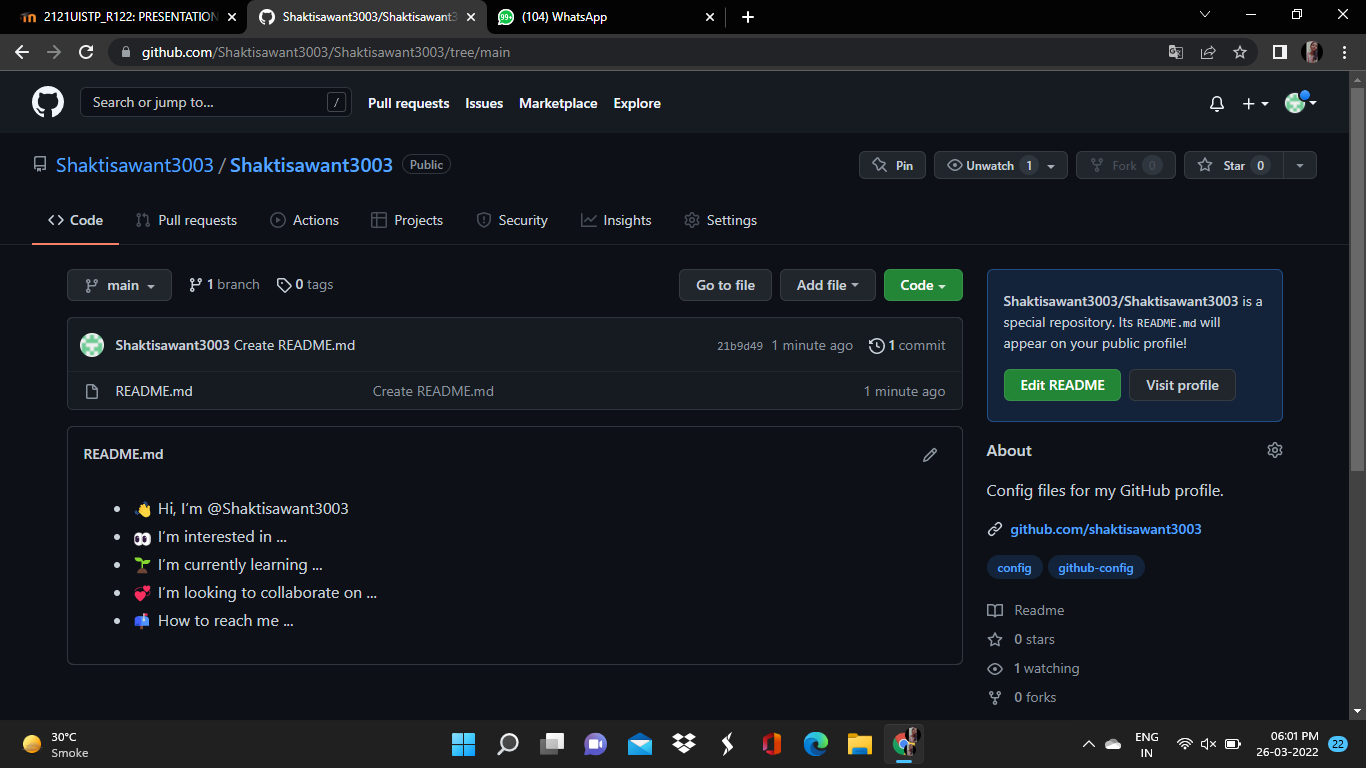 2121UISTP_R122: PRESENTATION
Shaktisawant3003/Shaktisawant3
99+ (104) WhatsApp
github.com/Shaktisawant3003/Shaktisawant3003/tree/main
Search or jump to... /
Pull requests Issues Marketplace Explore
Shaktisawant3003 / Shaktisawant3003 Public
Pin Unwatch 1 Fork 0 Star 0
Code Pull requests Actions Projects Security Insights Settings
main 1 branch 0 tags Go to file Add file Code
Shaktisawant3003 Create README.md 21b9d49 1 minute ago 1 commit
README.md Create README.md 1 minute ago
README.md
👋 Hi, I’m @Shaktisawant3003
👀 I’m interested in ...
🌱 I’m currently learning ...
💞️ I’m looking to collaborate on ...
📫 How to reach me ...
Shaktisawant3003/Shaktisawant3003 is a
special repository. Its README.md will
appear on your public profile!
Edit README Visit profile
About
Config files for my GitHub profile.
github.com/shaktisawant3003
config github-config
Readme
0 stars
1 watching
0 forks
30°C
Smoke
ENG
IN
06:01 PM
26-03-2022
22